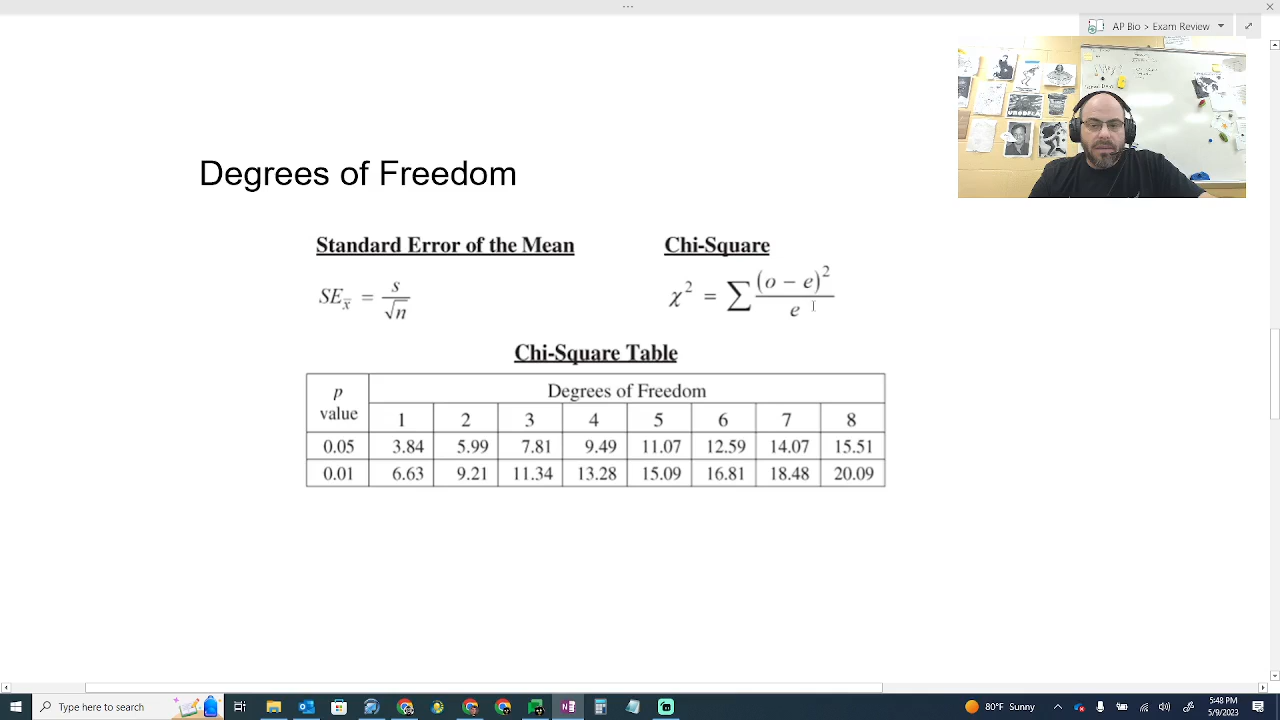 AP Bio > Exam Review
Degrees of Freedom
Standard Error of the Mean
SE_x̄ = s/√n
Chi-Square
χ² = ∑ (o − e)²/e
Chi-Square Table
p value Degrees of Freedom
1 2 3 4 5 6 7 8
0.05 3.84 5.99 7.81 9.49 11.07 12.59 14.07 15.51
0.01 6.63 9.21 11.34 13.28 15.09 16.81 18.48 20.09
Type here to search
80°F Sunny
5:48 PM
5/9/2023